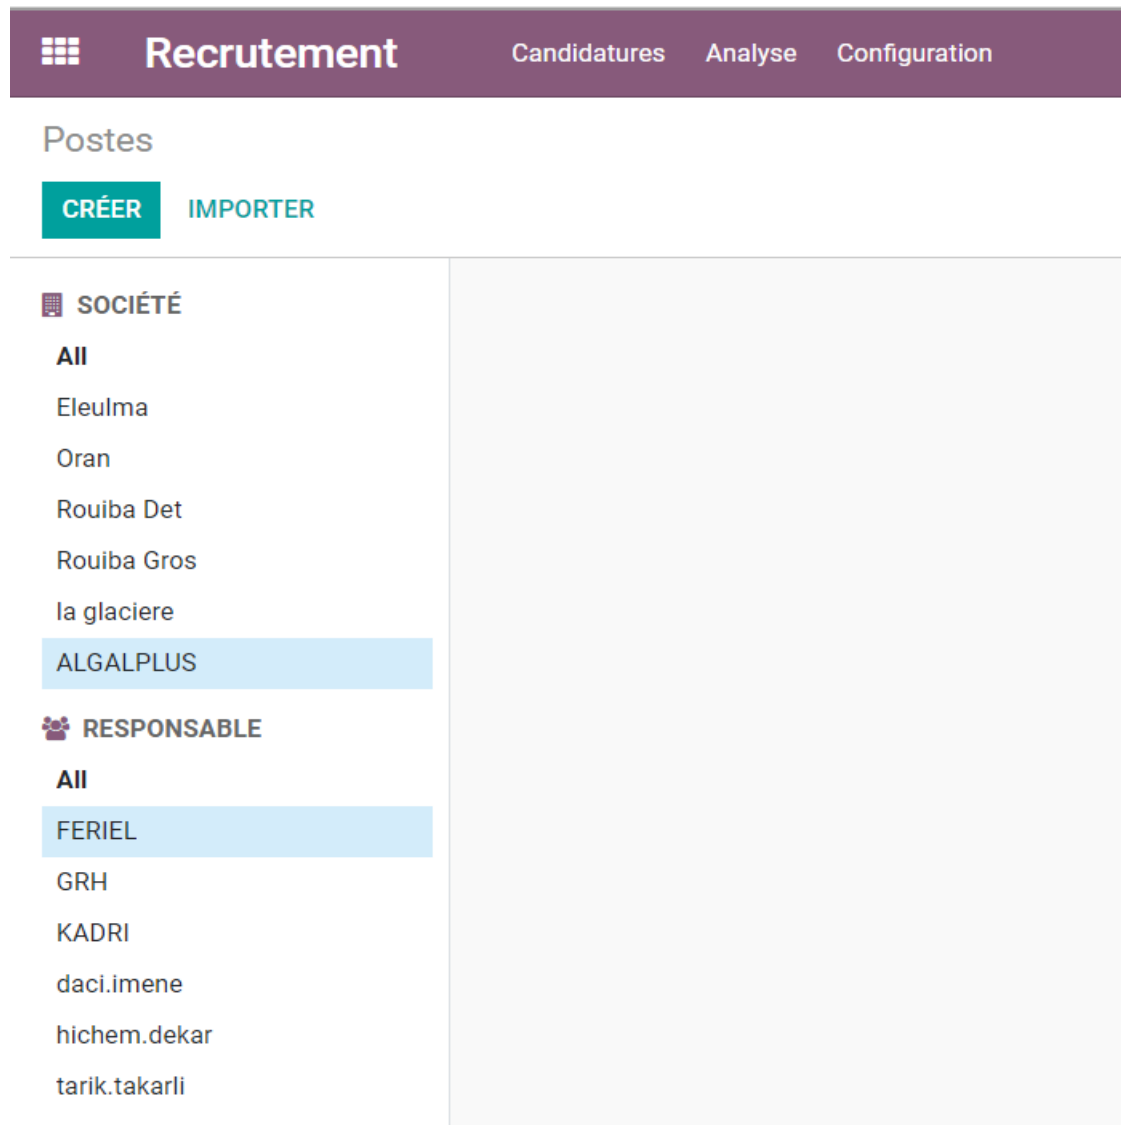 Recrutement Candidatures Analyse Configuration
Postes
CRÉER IMPORTER
SOCIÉTÉ
All
Eleulma
Oran
Rouiba Det
Rouiba Gros
la glaciere
ALGALPLUS
RESPONSABLE
All
FERIEL
GRH
KADRI
daci.imene
hichem.dekar
tarik.takarli